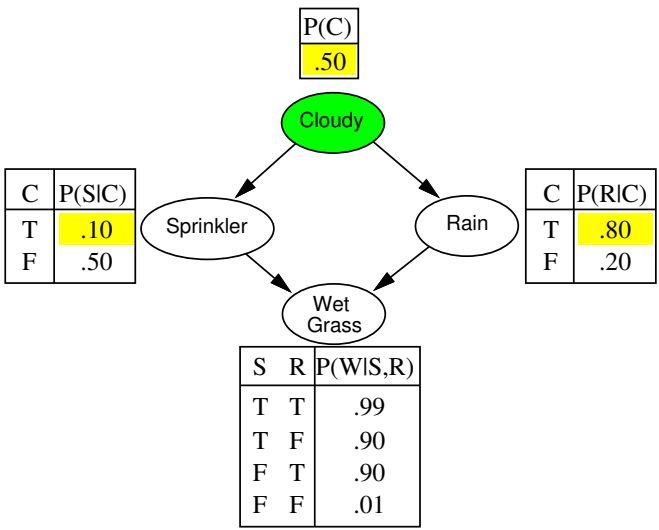 P(C)
.50
Cloudy
C P(S|C)
T .10
F .50
Sprinkler
Rain
C P(R|C)
T .80
F .20
Wet
Grass
S R P(W|S,R)
T T .99
T F .90
F T .90
F F .01